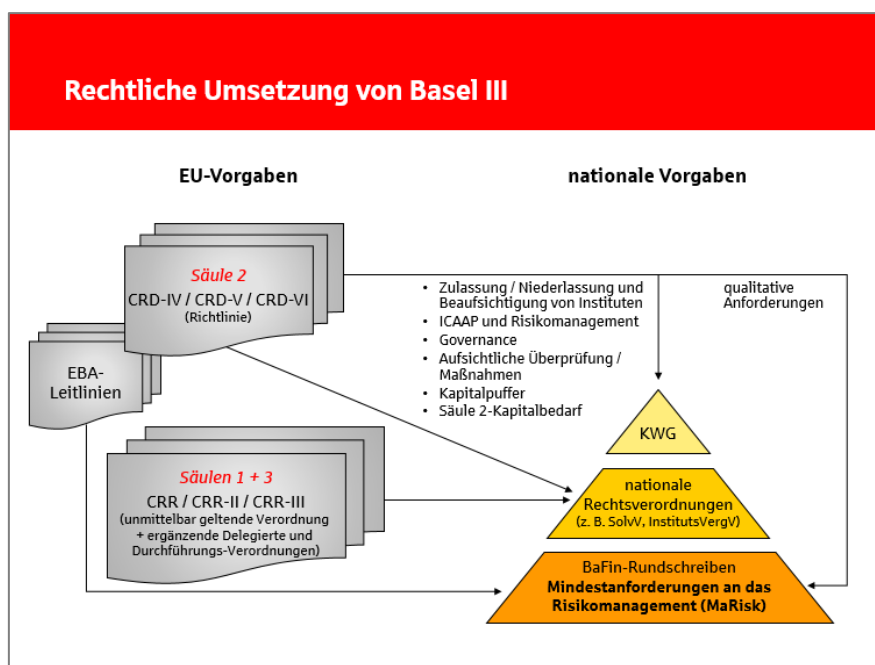 Rechtliche Umsetzung von Basel III
EU-Vorgaben
nationale Vorgaben
Säule 2
CRD-IV / CRD-V / CRD-VI
(Richtlinie)
EBA-
Leitlinien
Säulen 1 + 3
CRR / CRR-II / CRR-III
(unmittelbar geltende Verordnung
+ ergänzende Delegierte und
Durchführungs-Verordnungen)
• Zulassung / Niederlassung und
Beaufsichtigung von Instituten
• ICAAP und Risikomanagement
• Governance
• Aufsichtliche Überprüfung /
Maßnahmen
• Kapitalpuffer
• Säule 2-Kapitalbedarf
qualitative
Anforderungen
KWG
nationale
Rechtsverordnungen
(z. B. SolvV, InstitutsVergV)
BaFin-Rundschreiben
Mindestanforderungen an das
Risikomanagement (MaRisk)